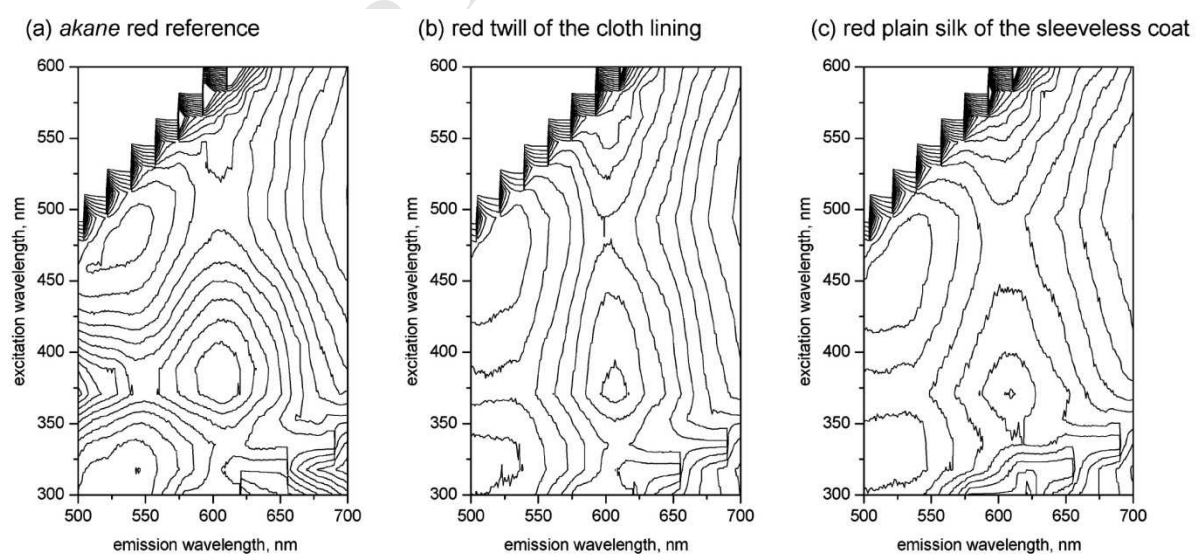 (a) akane red reference
(b) red twill of the cloth lining
(c) red plain silk of the sleeveless coat
600
550
500
450
400
350
300
excitation wavelength, nm
500 550 600 650 700
emission wavelength, nm
600
550
500
450
400
350
300
excitation wavelength, nm
500 550 600 650 700
emission wavelength, nm
600
550
500
450
400
350
300
excitation wavelength, nm
500 550 600 650 700
emission wavelength, nm